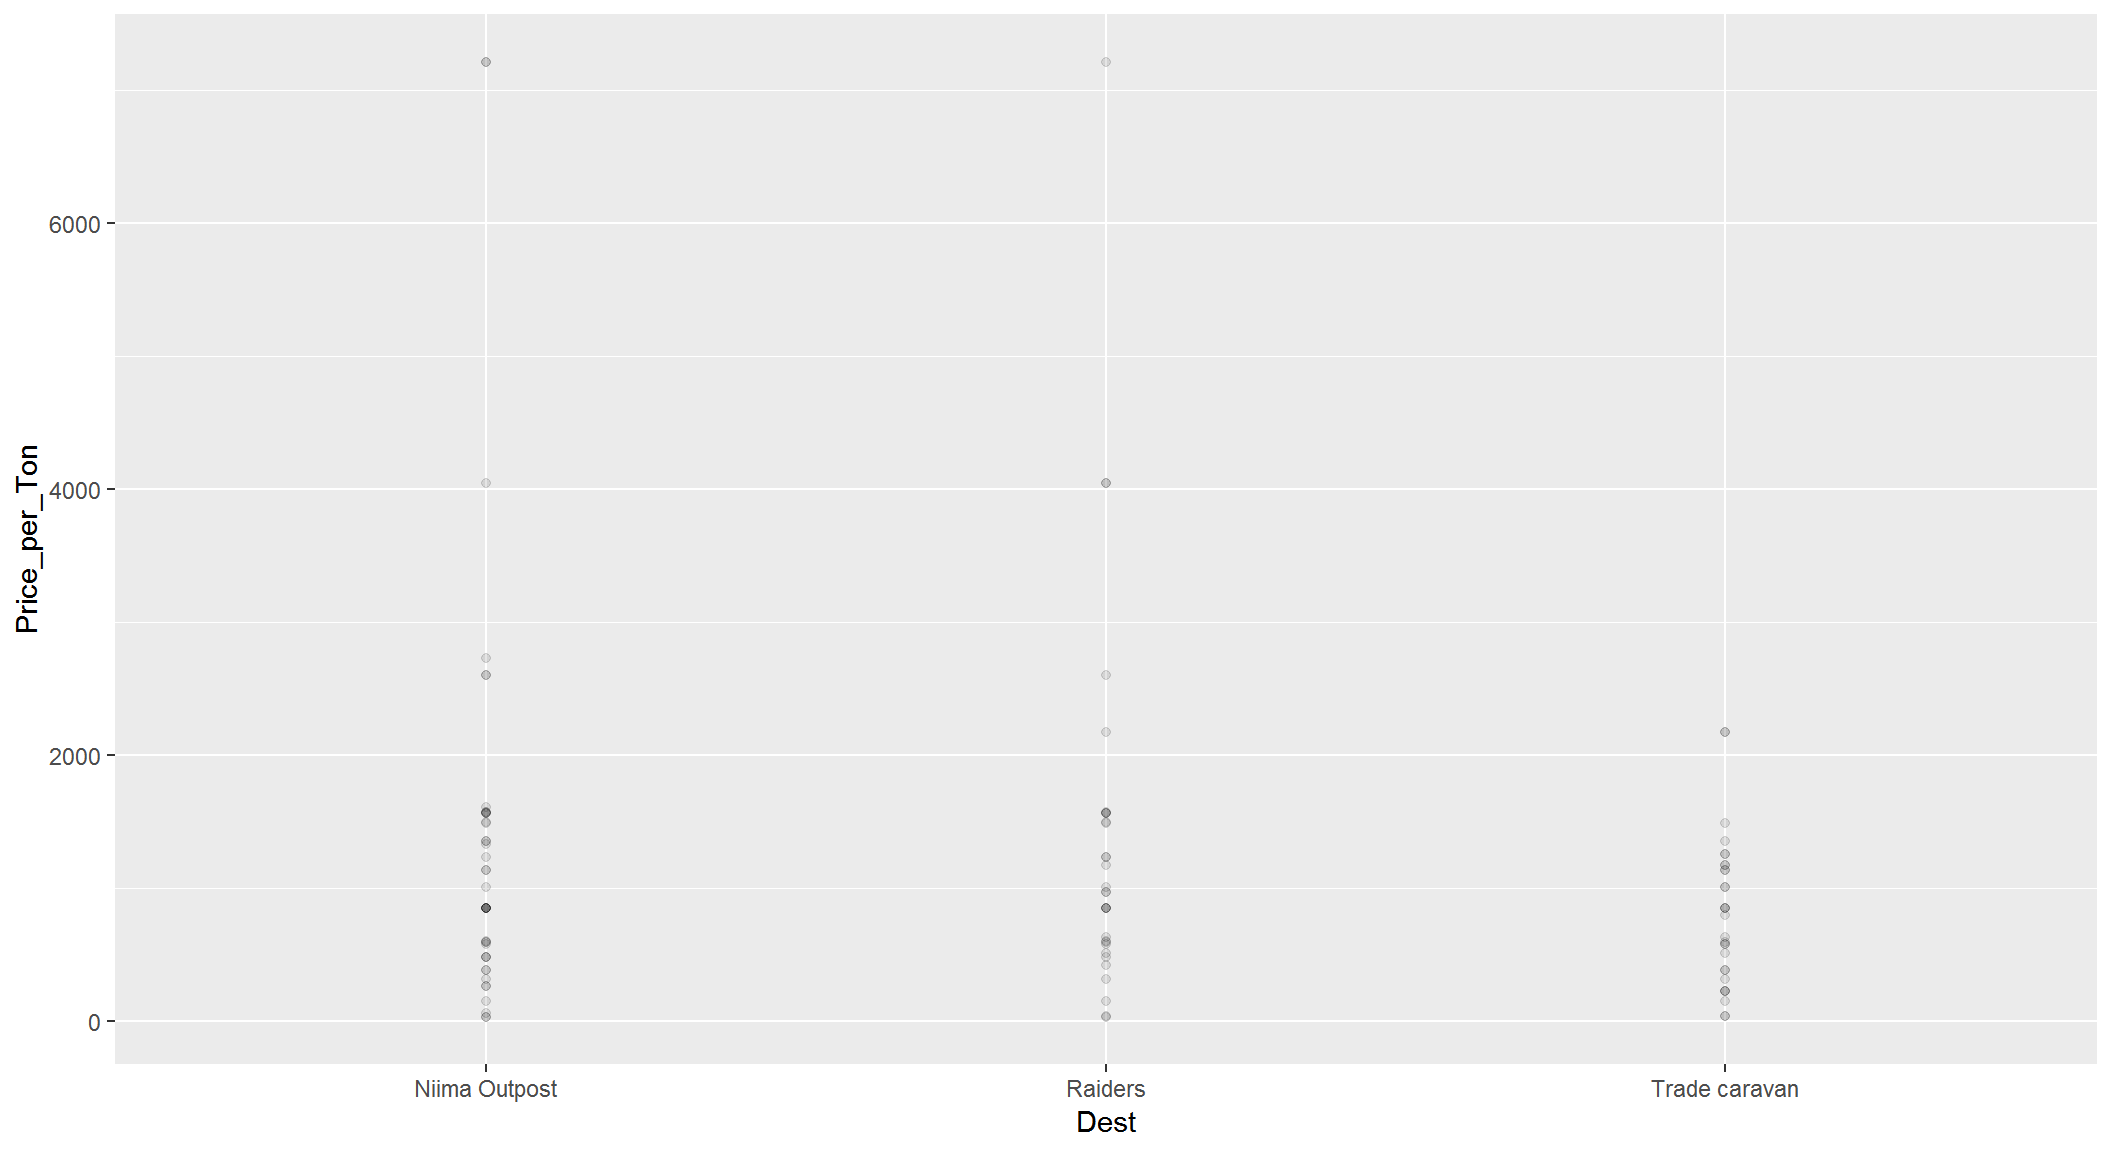 Price_per_Ton
6000
4000
2000
0
Niima Outpost
Raiders
Trade caravan
Dest